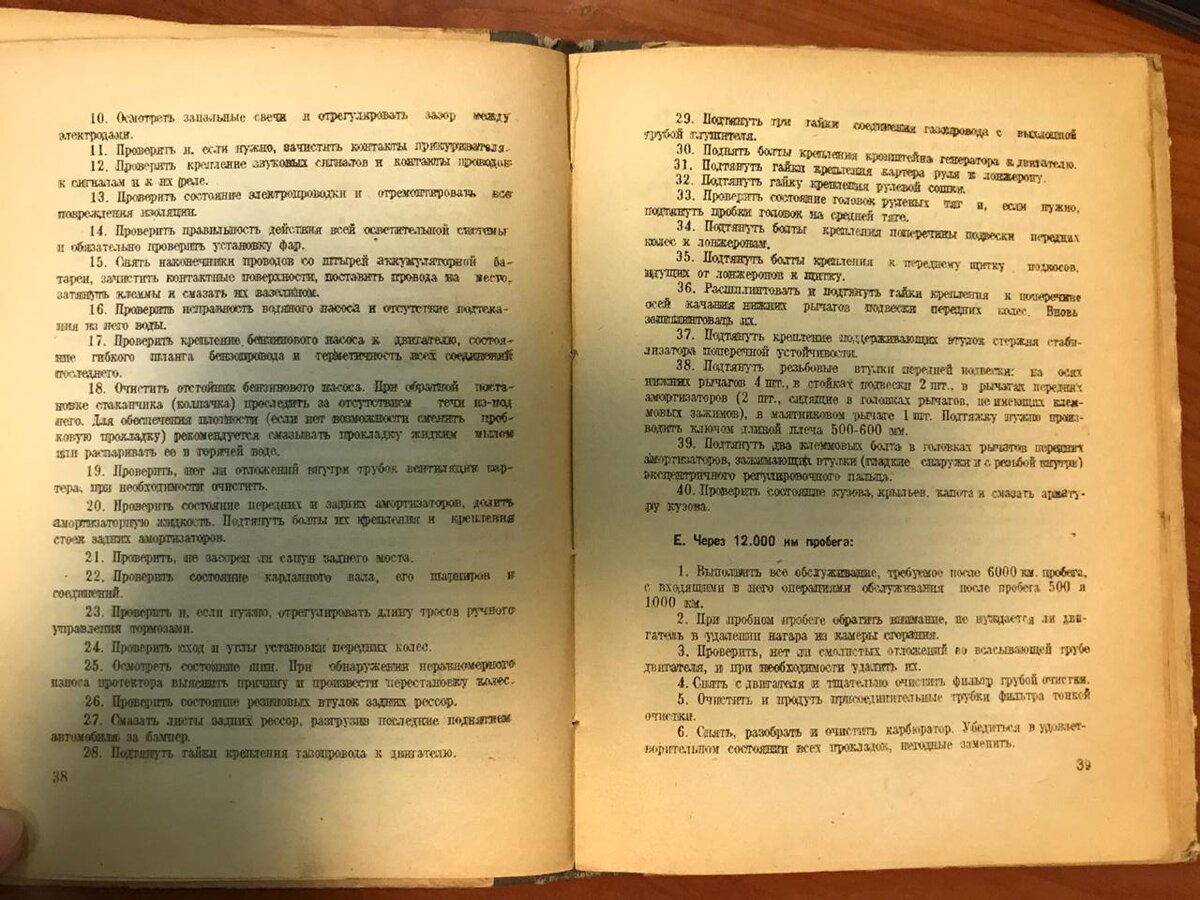 10. Осмотреть запальные свечи и отрегулировать зазор между
электродами.
11. Проверить и, если нужно, зачистить контакты прикуривателя.
12. Проверить крепление звуковых сигналов и контакты проводов
к сигналам и к их реле.
13. Проверить состояние электропроводки и отремонтировать все
повреждения изоляции.
14. Проверить правильность действия всей осветительной системы
и обязательно проверить установку фар.
15. Снять наконечники проводов со штырей аккумуляторной ба-
тареи, зачистить контактные поверхности, поставить провода на место,
затянуть клеммы и смазать их вазелином.
16. Проверить исправность водяного насоса и отсутствие подтека-
ния из него воды.
17. Проверить крепление бензинового насоса к двигателю, состоя-
ние гибкого шланга бензопровода и герметичность всех соединений
последнего.
18. Очистить отстойник бензинового насоса. При обратной поста-
новке стаканчика (колпачка) проследить за отсутствием течи из-под
него. Для обеспечения плотности (если нет возможности сменить проб-
ковую прокладку) рекомендуется смазывать прокладку жидким мылом
или распаривать ее в горячей воде.
19. Проверить, нет ли отложений внутри трубок вентиляции кар-
тера, при необходимости очистить.
20. Проверить состояние передних и задних амортизаторов, долить
амортизаторную жидкость. Подтянуть болты их крепления и крепления
стоек задних амортизаторов.
21. Проверить, не засорен ли сапун заднего моста.
22. Проверить состояние карданного вала, его шарниров и
соединений.
23. Проверить и, если нужно, отрегулировать длину тросов ручного
управления тормозами.
24. Проверить сход и углы установки передних колес.
25. Осмотреть состояние шин. При обнаружении неравномерного
износа протектора выяснить причину и произвести перестановку колес.
26. Проверить состояние резиновых втулок задних рессор.
27. Смазать листы задних рессор, разгрузив последние поднятием
автомобиля за бампер.
28. Подтянуть гайки крепления газопровода к двигателю.
38
29. Подтянуть три гайки соединения газопровода с выхлопной
трубой глушителя.
30. Поднять болты крепления кронштейна генератора к двигателю.
31. Подтянуть гайки крепления картера руля к лонжерону.
32. Подтянуть гайку крепления рулевой сошки.
33. Проверить состояние головок рулевых тяг и, если нужно,
подтянуть пробки головок на средней тяге.
34. Подтянуть болты крепления поперечины подвески передних
колес к лонжеронам.
35. Подтянуть болты крепления к переднему щитку подкосов,
идущих от лонжеронов к щитку.
36. Расшплинтовать и подтянуть гайки крепления к поперечине
осей качания нижних рычагов подвески передних колес. Вновь
зашплинтовать их.
37. Подтянуть крепление поддерживающих втулок стержня стаби-
лизатора поперечной устойчивости.
38. Подтянуть резьбовые втулки передней подвески: на осях
нижних рычагов 4 шт., в стойках подвески 2 шт., в рычагах передних
амортизаторов (2 шт., сидящие в головках рычагов, не имеющих клем-
мовых зажимов), в маятниковом рычаге 1 шт. Подтяжку нужно произ-
водить ключом длиной плеча 500-600 мм.
39. Подтянуть два клеммовых болта в головках рычагов передних
амортизаторов, зажимающих втулки (гладкие снаружи и с резьбой внутри)
эксцентричного регулировочного пальца.
40. Проверить состояние кузова, крыльев, капота и смазать армату-
ру кузова.
Е. Через 12.000 км пробега:
1. Выполнить все обслуживание, требуемое после 6000 км. пробега,
с входящими в него операциями обслуживания после пробега 500 и
1000 км.
2. При пробном пробеге обратить внимание, не нуждается ли дви-
гатель в удалении нагара из камеры сгорания.
3. Проверить, нет ли смолистых отложений во всасывающей трубе
двигателя, и при необходимости удалить их.
4. Снять с двигателя и тщательно очистить фильтр грубой очистки.
5. Очистить и продуть присоединительные трубки фильтра тонкой
очистки.
6. Снять, разобрать и очистить карбюратор. Убедиться в удовлет-
ворительном состоянии всех прокладок, негодные заменить.
39